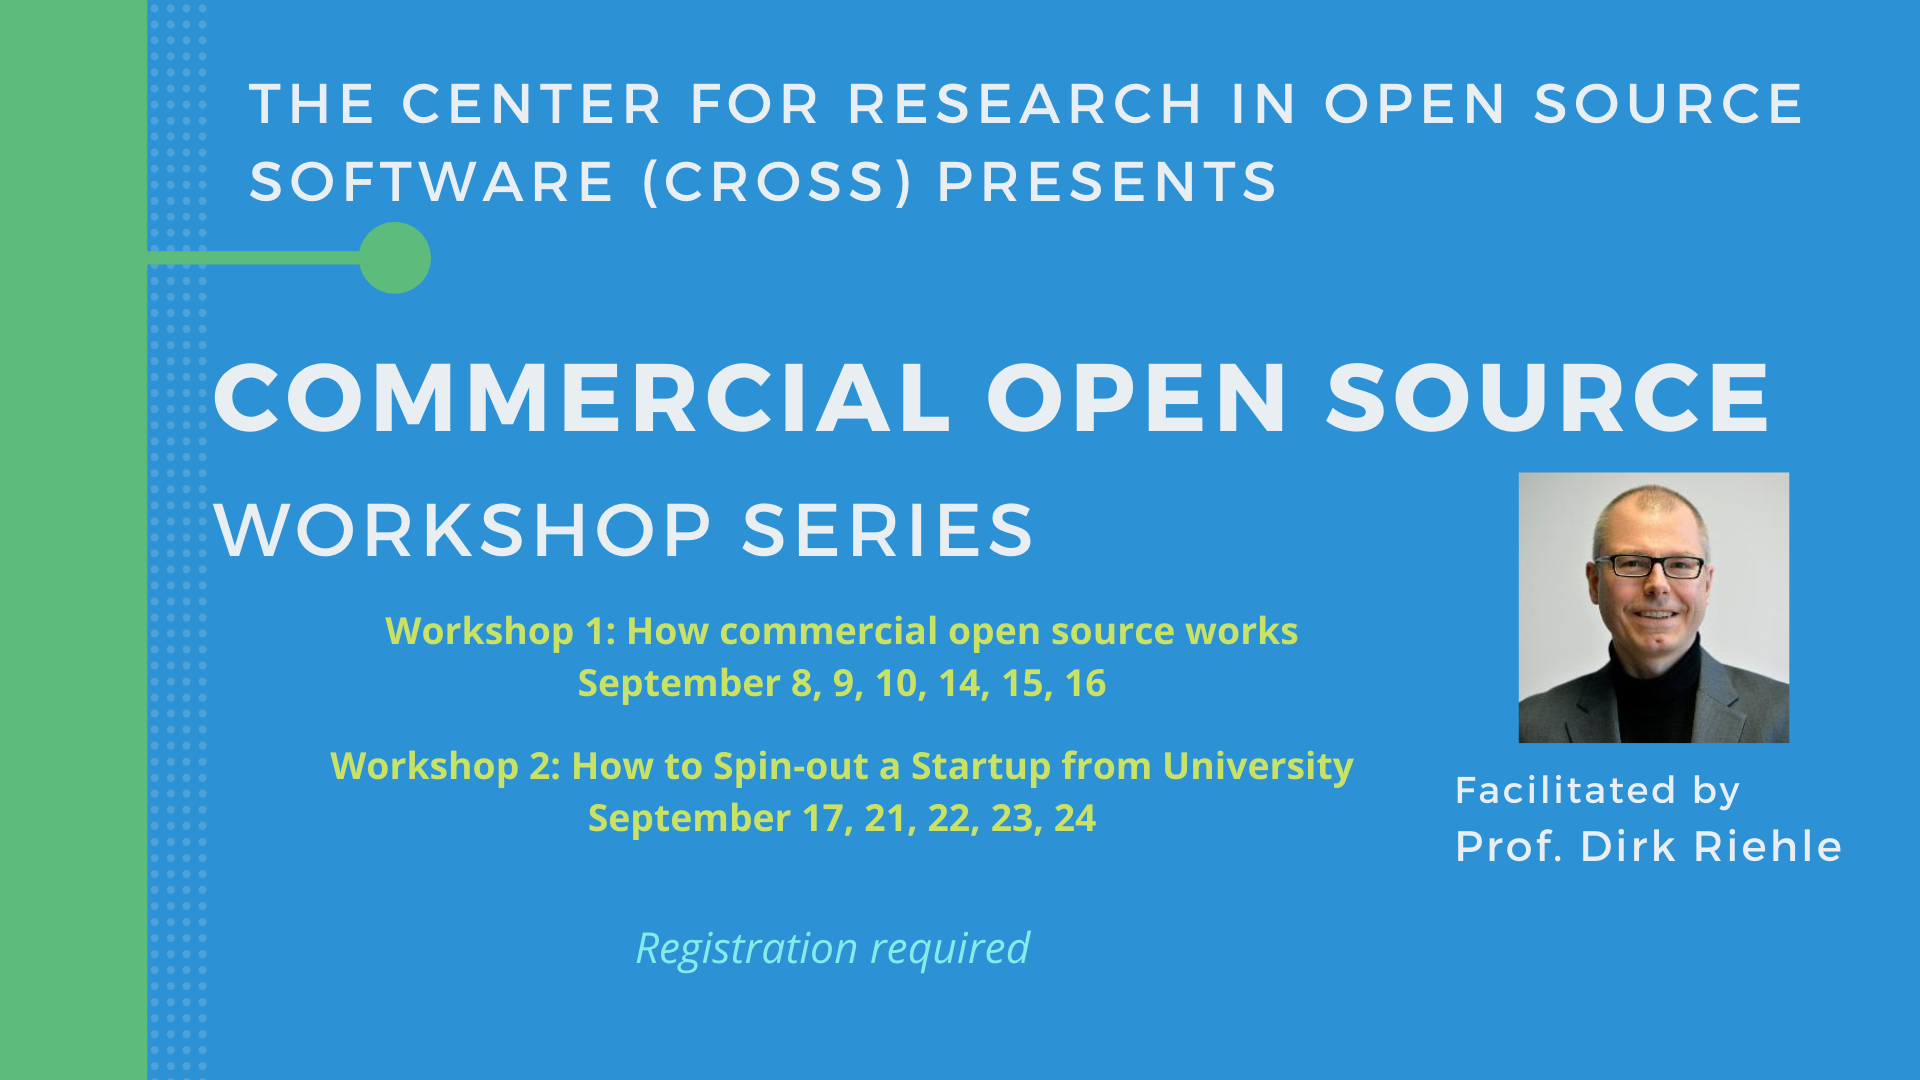 THE CENTER FOR RESEARCH IN OPEN SOURCE
SOFTWARE (CROSS) PRESENTS
COMMERCIAL OPEN SOURCE
WORKSHOP SERIES
Workshop 1: How commercial open source works
September 8, 9, 10, 14, 15, 16
Workshop 2: How to Spin-out a Startup from University
September 17, 21, 22, 23, 24
Registration required
Facilitated by
Prof. Dirk Riehle